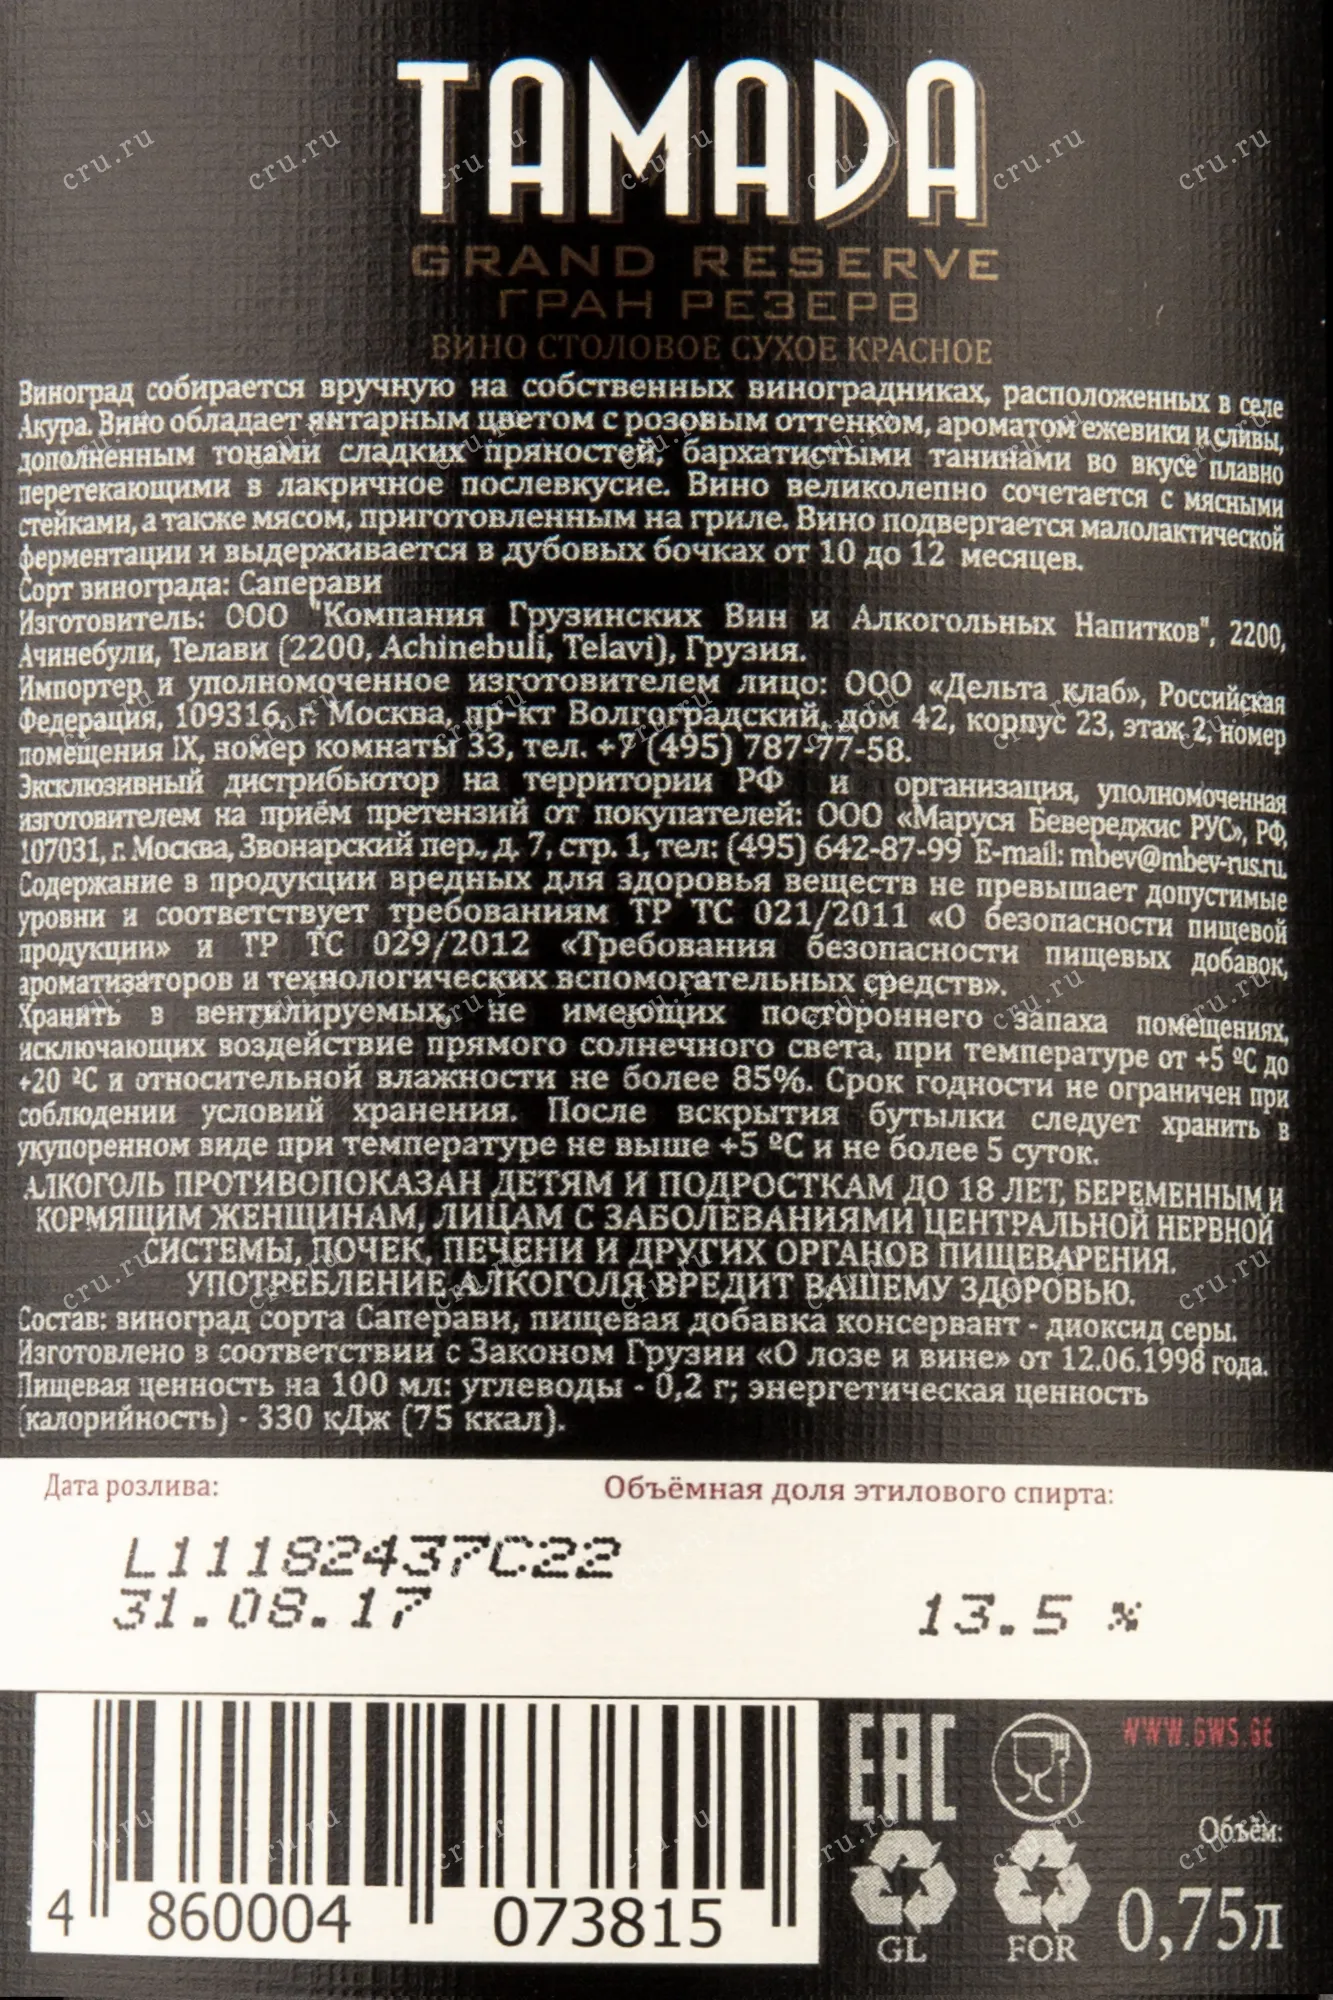 TAMADA
GRAND RESERVE
ГРАН РЕЗЕРВ
ВИНО СТОЛОВОЕ СУХОЕ КРАСНОЕ
Виноград собирается вручную на собственных виноградниках, расположенных в селе
Акура. Вино обладает янтарным цветом с розовым оттенком, ароматом ежевики и сливы,
дополненным тонами сладких пряностей, бархатистыми танинами во вкусе плавно
перетекающими в лакричное послевкусие. Вино великолепно сочетается с мясными
стейками, а также мясом, приготовленным на гриле. Вино подвергается малолактической
ферментации и выдерживается в дубовых бочках от 10 до 12 месяцев.
Сорт винограда: Саперави
Изготовитель: ООО "Компания Грузинских Вин и Алкогольных Напитков", 2200,
Ачинебули, Телави (2200, Achinebuli, Telavi), Грузия.
Импортер и уполномоченное изготовителем лицо: ООО «Дельта клаб», Российская
Федерация, 109316, г. Москва, пр-кт Волгоградский, дом 42, корпус 23, этаж 2, номер
помещения IX, номер комнаты 33, тел. +7 (495) 787-77-58.
Эксклюзивный дистрибьютор на территории РФ и организация, уполномоченная
изготовителем на приём претензий от покупателей: ООО «Маруся Бевереджис РУС», РФ,
107031, г. Москва, Звонарский пер., д. 7, стр. 1, тел: (495) 642-87-99 E-mail: mbev@mbev-rus.ru.
Содержание в продукции вредных для здоровья веществ не превышает допустимые
уровни и соответствует требованиям ТР ТС 021/2011 «О безопасности пищевой
продукции» и ТР ТС 029/2012 «Требования безопасности пищевых добавок,
ароматизаторов и технологических вспомогательных средств».
Хранить в вентилируемых, не имеющих постороннего запаха помещениях,
исключающих воздействие прямого солнечного света, при температуре от +5 ºС до
+20 ºС и относительной влажности не более 85%. Срок годности не ограничен при
соблюдении условий хранения. После вскрытия бутылки следует хранить в
укупоренном виде при температуре не выше +5 ºС и не более 5 суток.
АЛКОГОЛЬ ПРОТИВОПОКАЗАН ДЕТЯМ И ПОДРОСТКАМ ДО 18 ЛЕТ, БЕРЕМЕННЫМ И
КОРМЯЩИМ ЖЕНЩИНАМ, ЛИЦАМ С ЗАБОЛЕВАНИЯМИ ЦЕНТРАЛЬНОЙ НЕРВНОЙ
СИСТЕМЫ, ПОЧЕК, ПЕЧЕНИ И ДРУГИХ ОРГАНОВ ПИЩЕВАРЕНИЯ.
УПОТРЕБЛЕНИЕ АЛКОГОЛЯ ВРЕДИТ ВАШЕМУ ЗДОРОВЬЮ.
Состав: виноград сорта Саперави, пищевая добавка консервант - диоксид серы.
Изготовлено в соответствии с Законом Грузии «О лозе и вине» от 12.06.1998 года.
Пищевая ценность на 100 мл: углеводы - 0,2 г; энергетическая ценность
(калорийность) - 330 кДж (75 ккал).
Дата розлива: Объёмная доля этилового спирта:
L11182437C22
31.08.17 13.5 %
4 860004 073815
EAC
WWW.GWS.GE
Объём:
0,75л
GL FOR